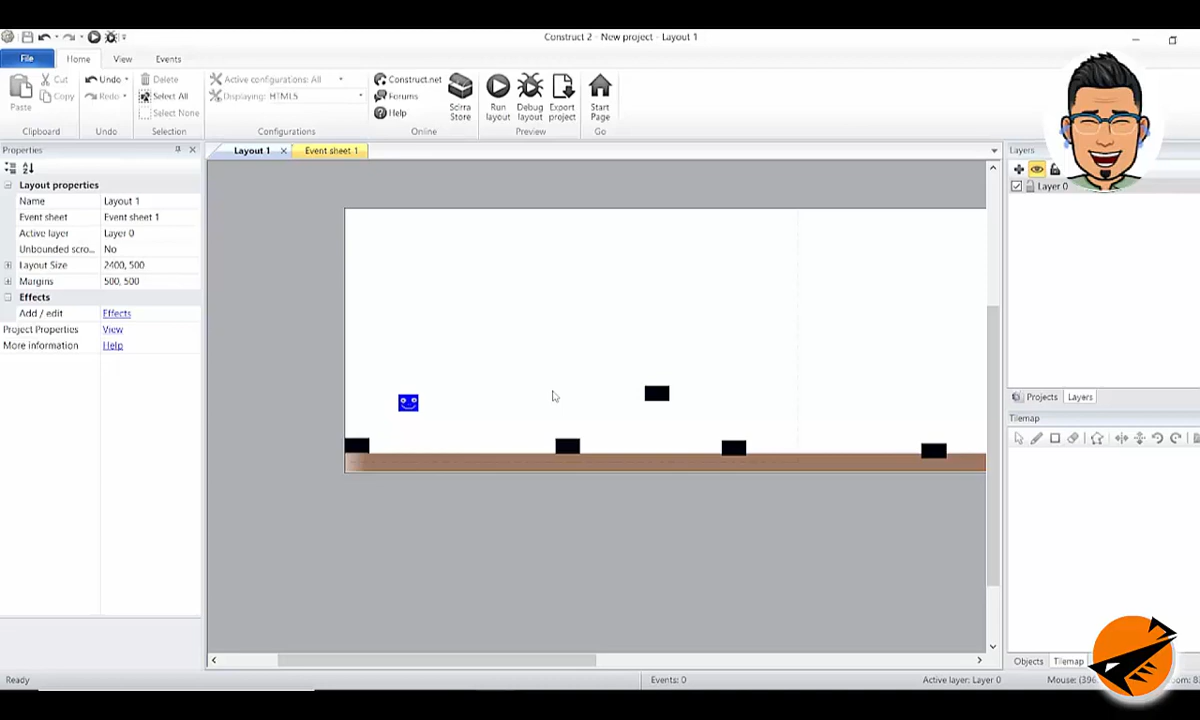 Construct 2 - New project - Layout 1
File Home View Events
Paste
Cut
Copy
Clipboard
Undo
Redo
Undo
Delete
Select All
Select None
Selection
Active configurations: All
Displaying: HTML5
Configurations
Construct.net
Forums
Help
Scirra
Store
Online
Run
layout
Debug
layout
Export
project
Preview
Start
Page
Go
Properties
Layout 1
Event sheet 1
Layers
Layer 0
Layout properties
Name Layout 1
Event sheet Event sheet 1
Active layer Layer 0
Unbounded scro... No
Layout Size 2400, 500
Margins 500, 500
Effects
Add / edit Effects
Project Properties View
More information Help
Projects Layers
Tilemap
Objects Tilemap
Ready
Events: 0
Active layer: Layer 0